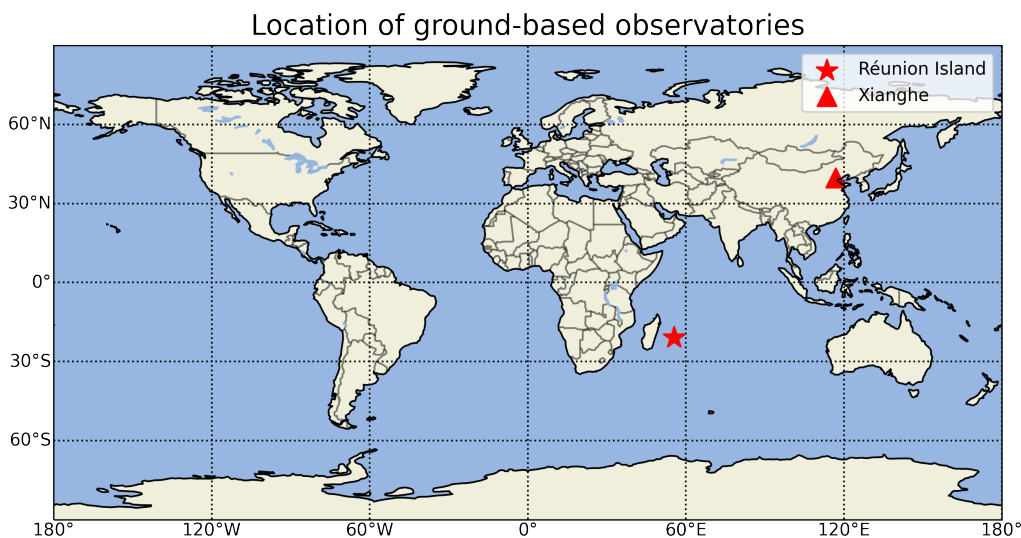 Location of ground-based observatories
Réunion Island
Xianghe
60°N
30°N
0°
30°S
60°S
180°
120°W
60°W
0°
60°E
120°E
180°